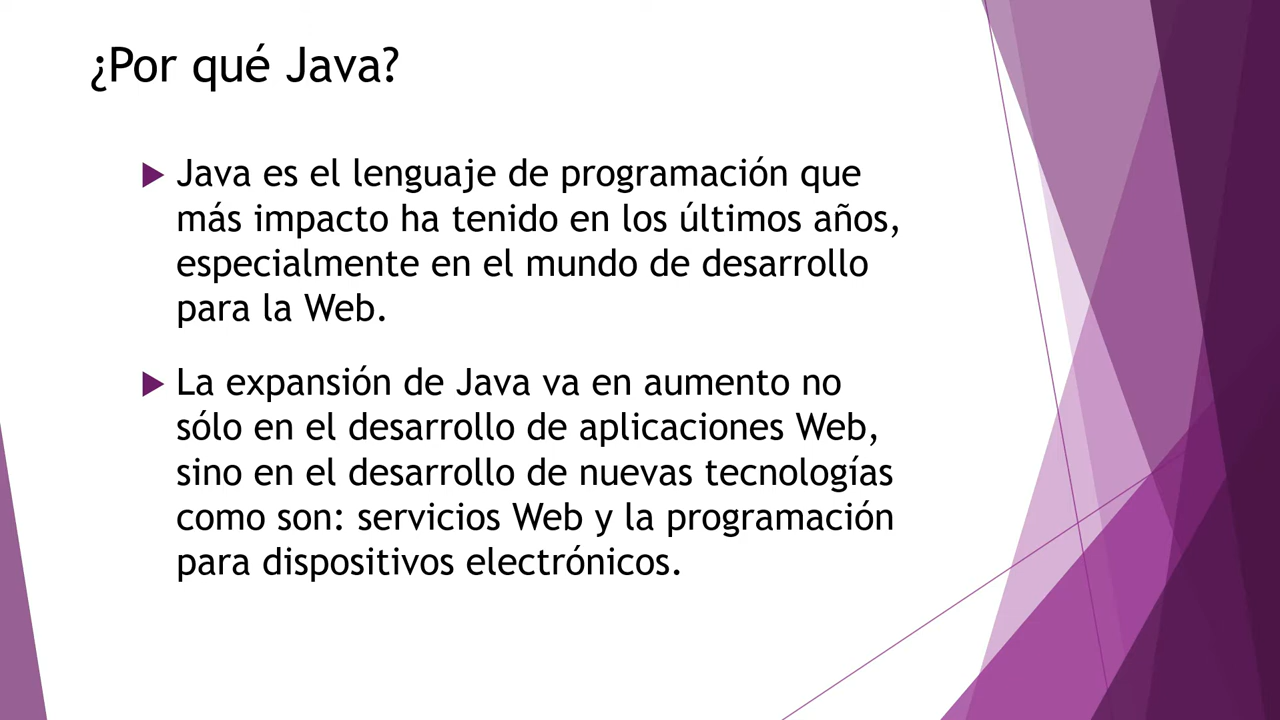 ¿Por qué Java?
Java es el lenguaje de programación que
más impacto ha tenido en los últimos años,
especialmente en el mundo de desarrollo
para la Web.
La expansión de Java va en aumento no
sólo en el desarrollo de aplicaciones Web,
sino en el desarrollo de nuevas tecnologías
como son: servicios Web y la programación
para dispositivos electrónicos.